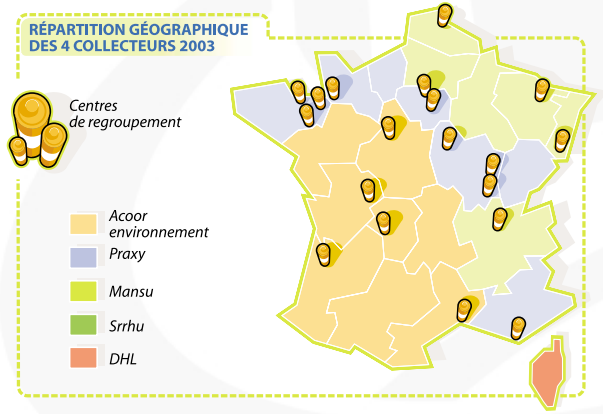 RÉPARTITION GÉOGRAPHIQUE
DES 4 COLLECTEURS 2003
Centres
de regroupement
Acoor
environnement
Praxy
Mansu
Srrhu
DHL